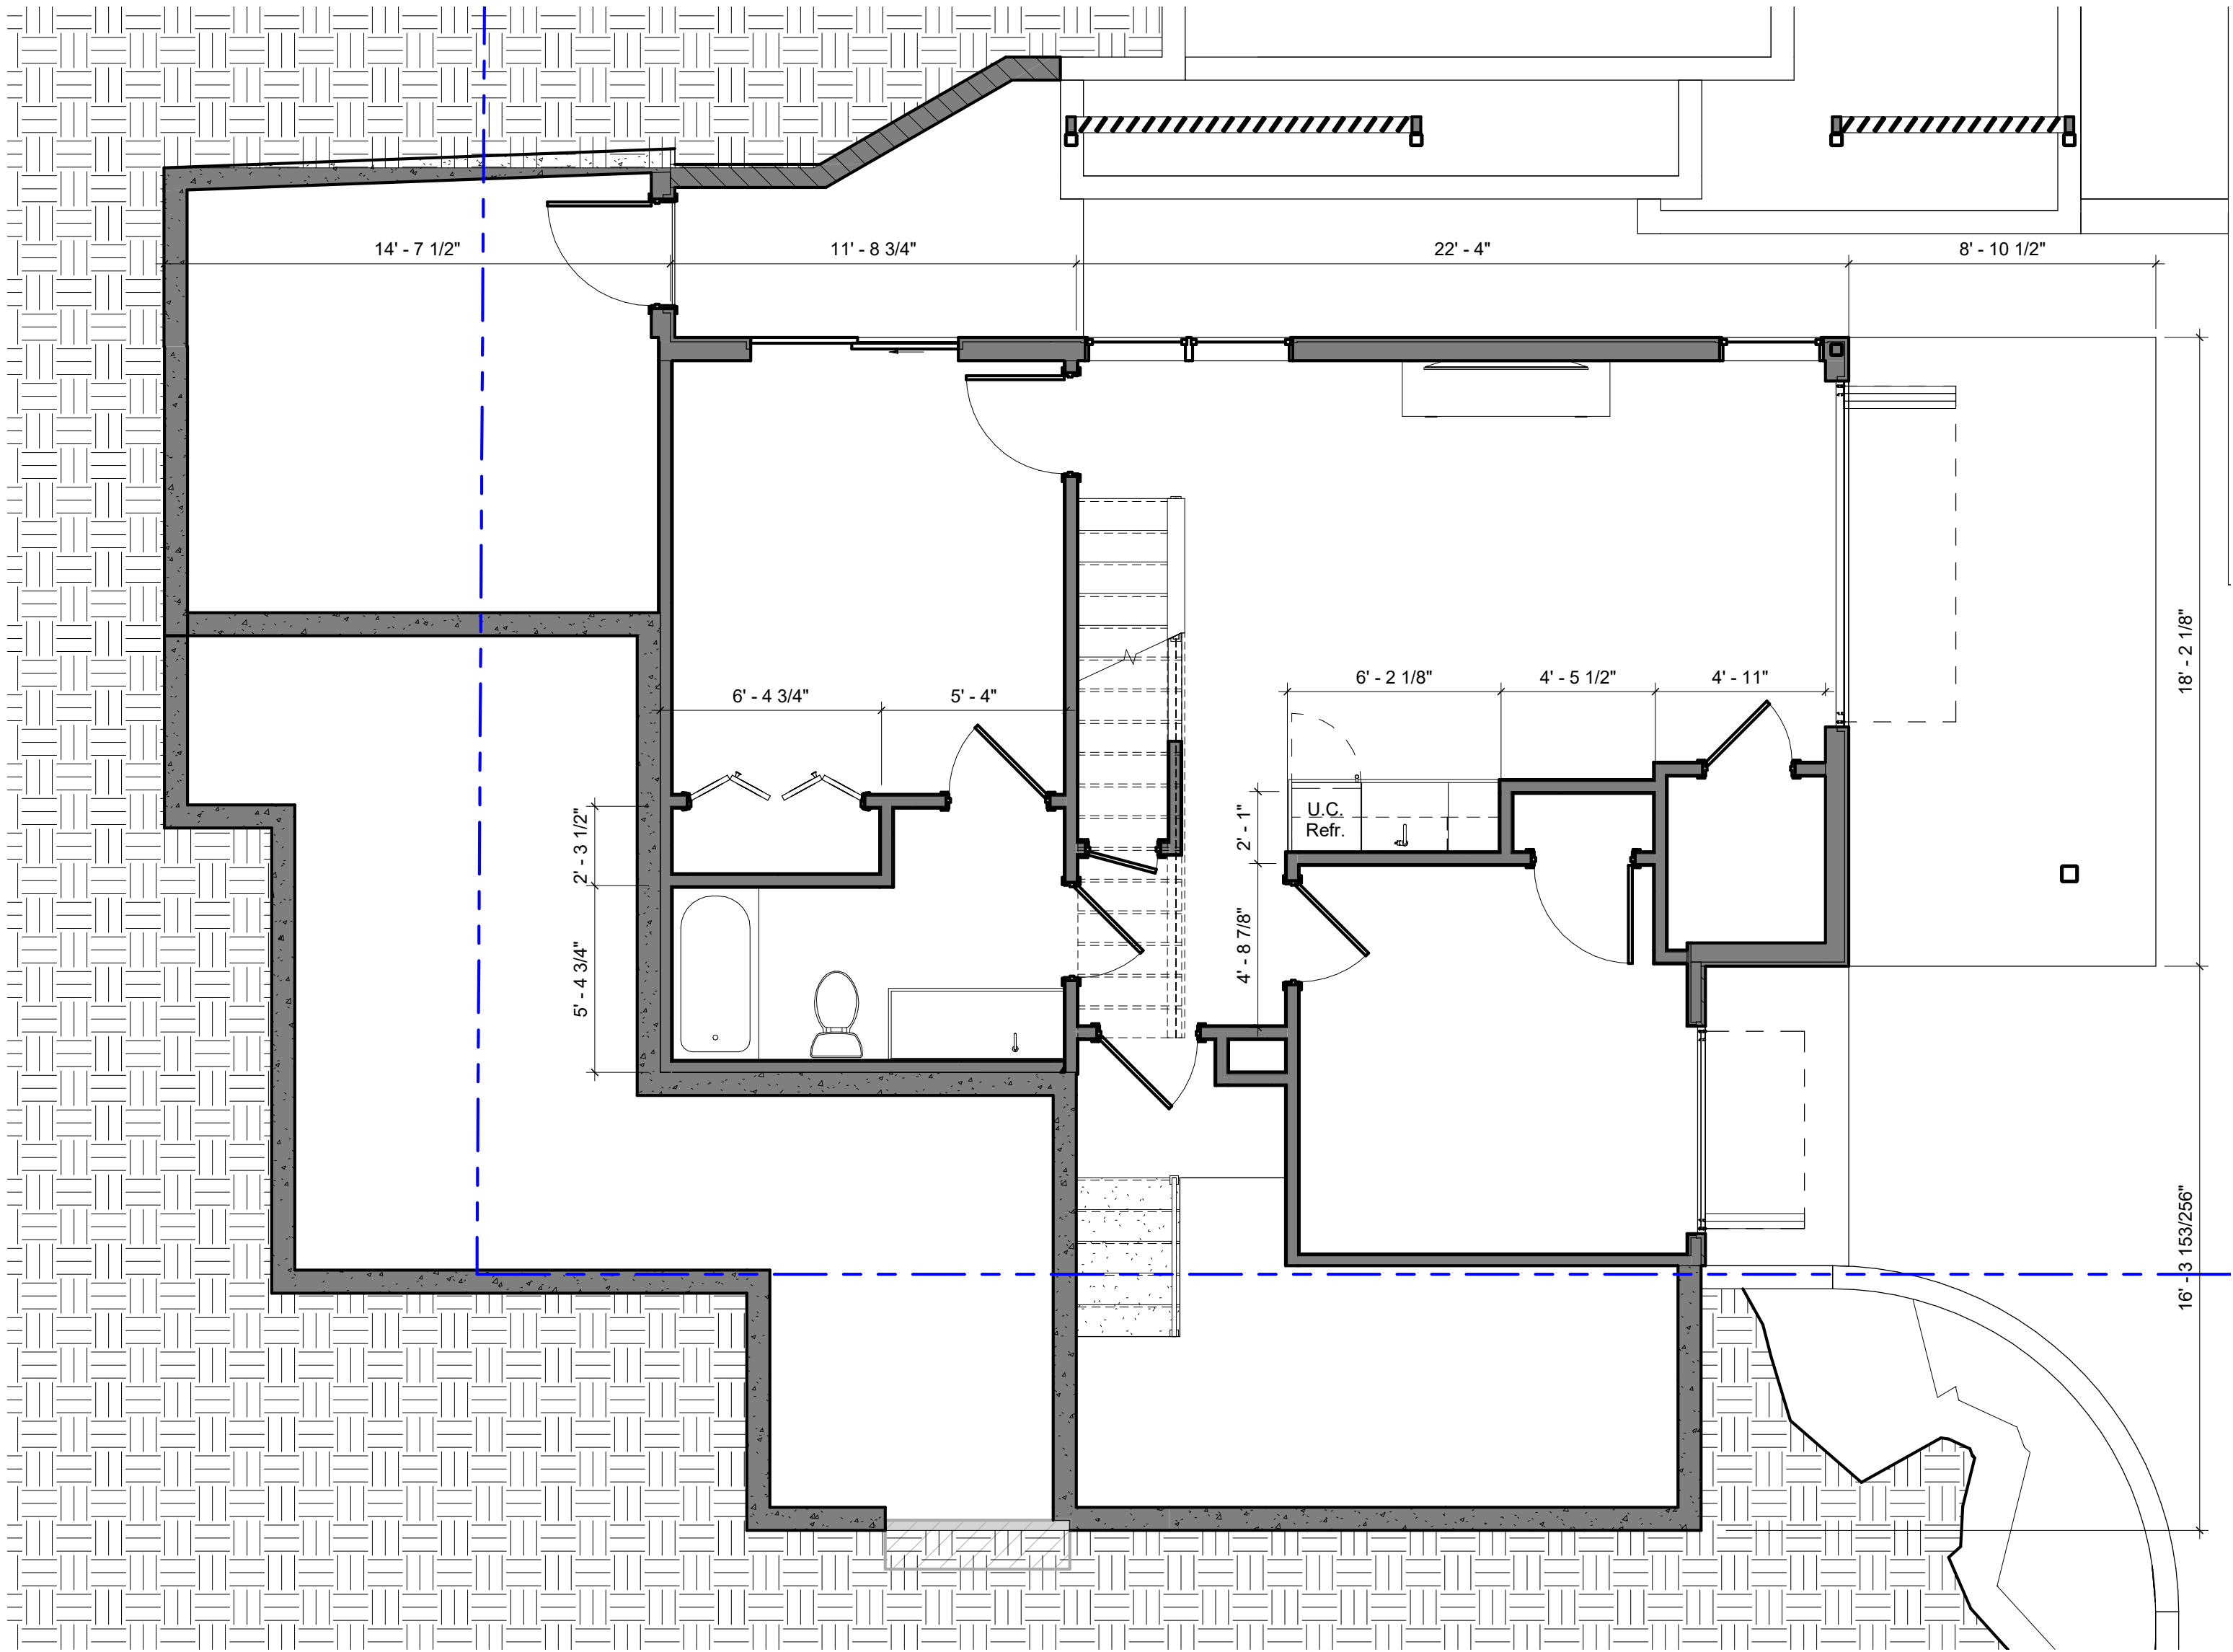 14' - 7 1/2"
11' - 8 3/4"
22' - 4"
8' - 10 1/2"
18' - 2 1/8"
6' - 4 3/4"
5' - 4"
6' - 2 1/8"
4' - 5 1/2"
4' - 11"
2' - 3 1/2"
2' - 1"
U.C.
Refr.
5' - 4 3/4"
4' - 8 7/8"
16' - 3 153/256"